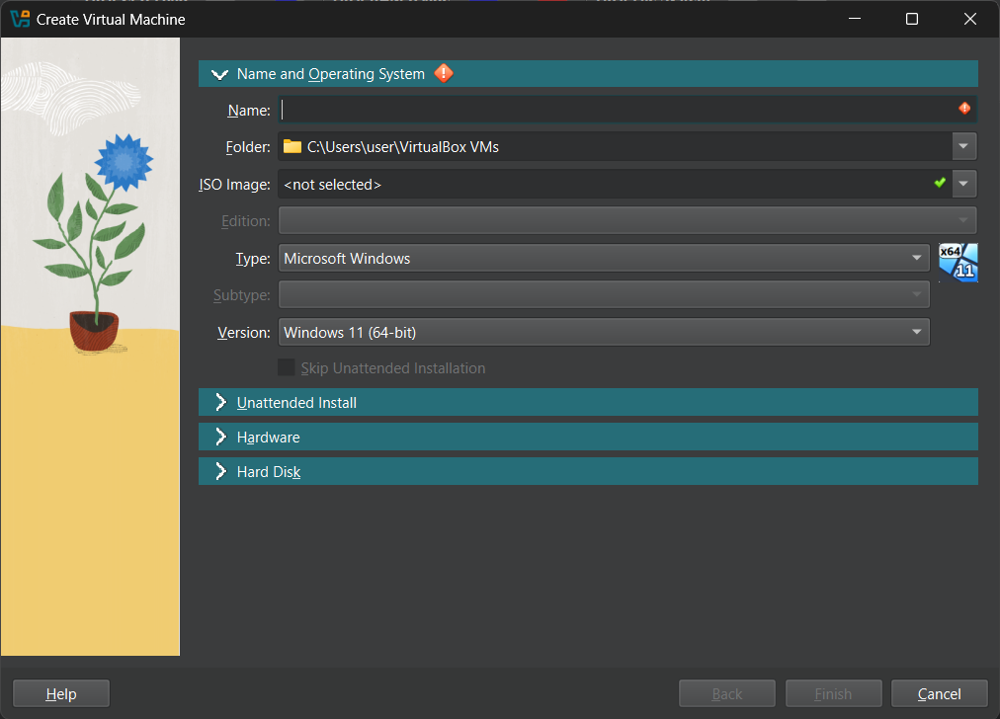 Create Virtual Machine
Name and Operating System
Name:
Folder: C:\Users\user\VirtualBox VMs
ISO Image: <not selected>
Edition:
Type: Microsoft Windows
x64
11
Subtype:
Version: Windows 11 (64-bit)
Skip Unattended Installation
Unattended Install
Hardware
Hard Disk
Help Back Finish Cancel